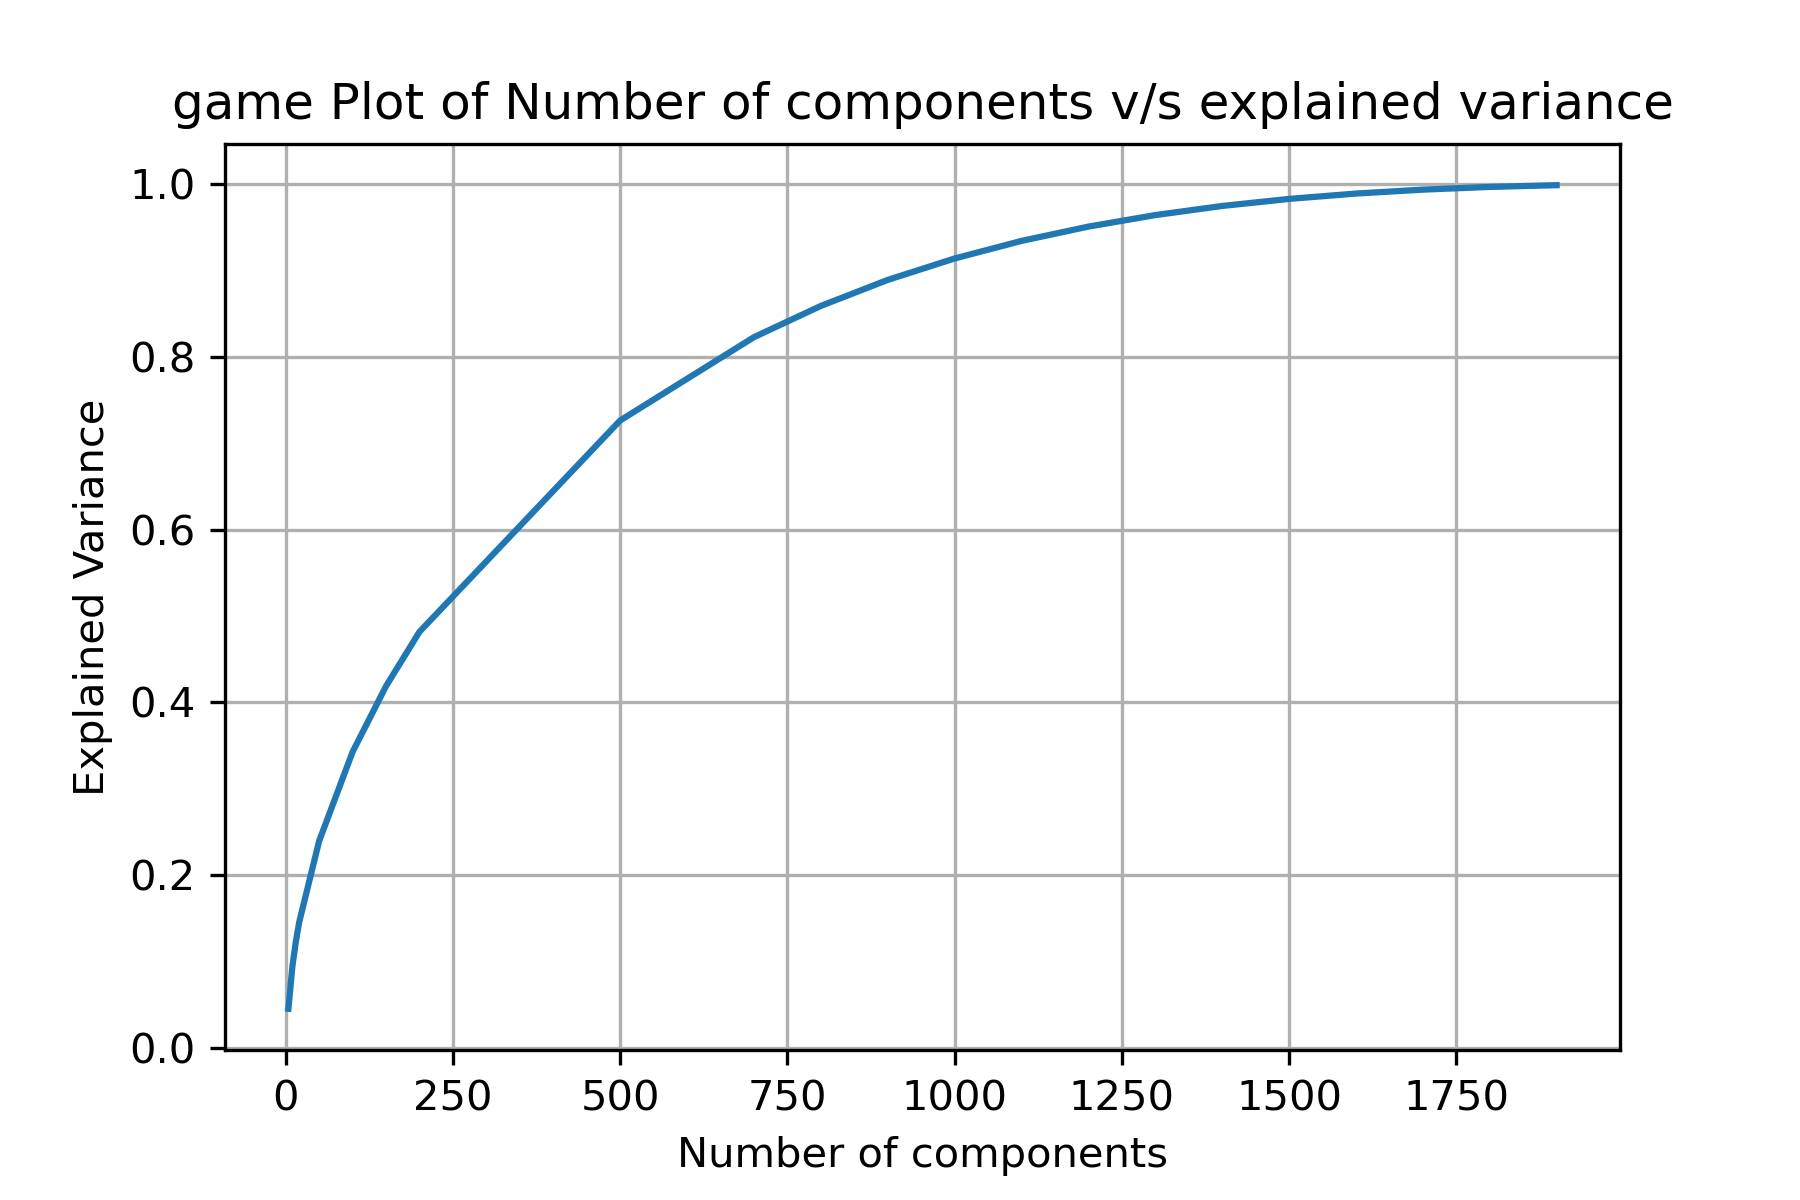 game Plot of Number of components v/s explained variance
1.0
0.8
0.6
0.4
0.2
0.0
Explained Variance
0 250 500 750 1000 1250 1500 1750
Number of components